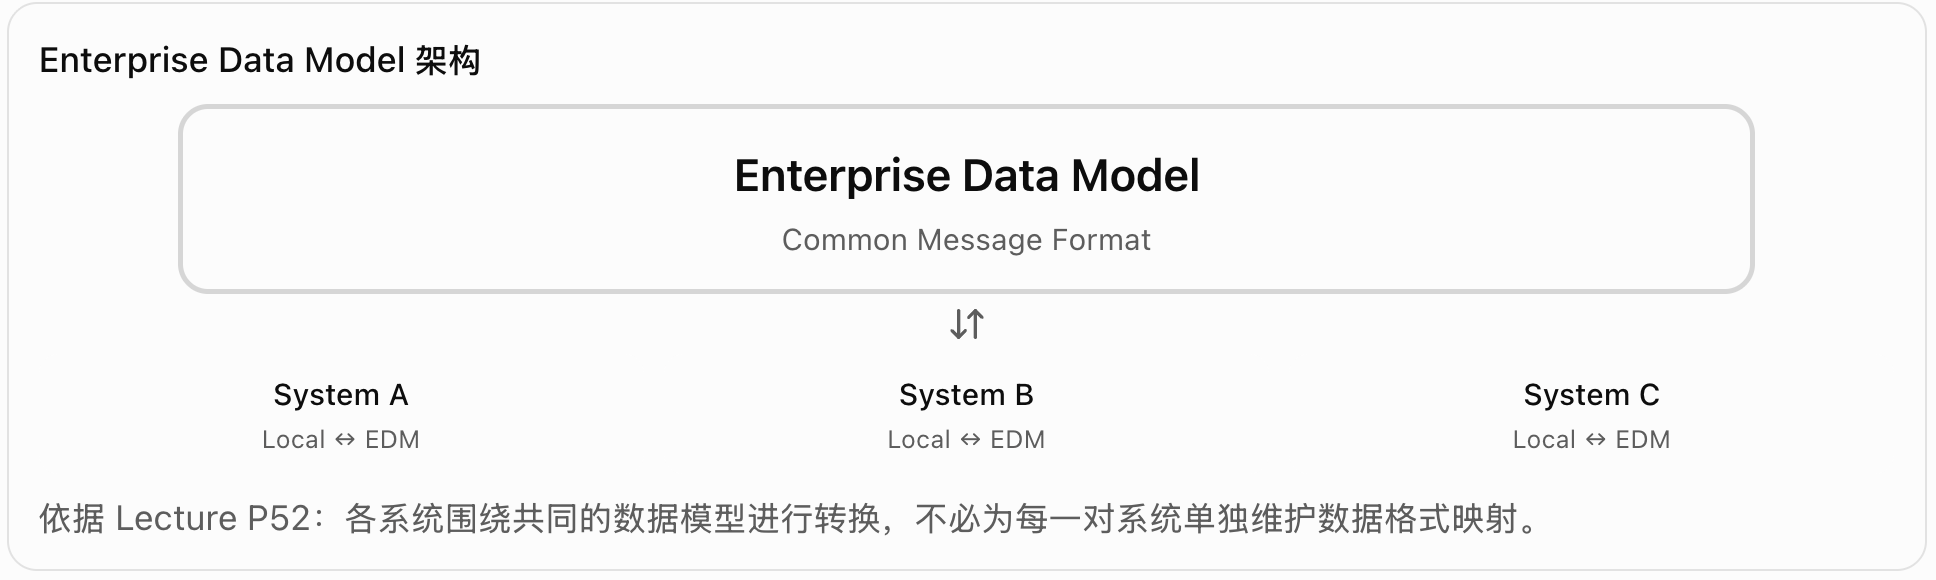 Enterprise Data Model 架构
Enterprise Data Model
Common Message Format
↓↑
System A
Local ↔ EDM
System B
Local ↔ EDM
System C
Local ↔ EDM
依据 Lecture P52：各系统围绕共同的数据模型进行转换，不必为每一对系统单独维护数据格式映射。